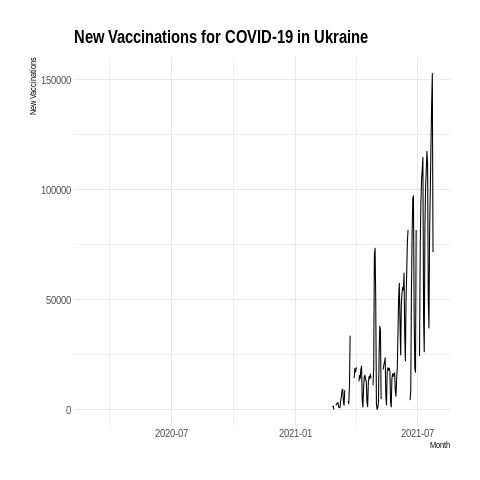 New Vaccinations for COVID-19 in Ukraine
New Vaccinations
150000
100000
50000
0
2020-07 2021-01 2021-07
Month